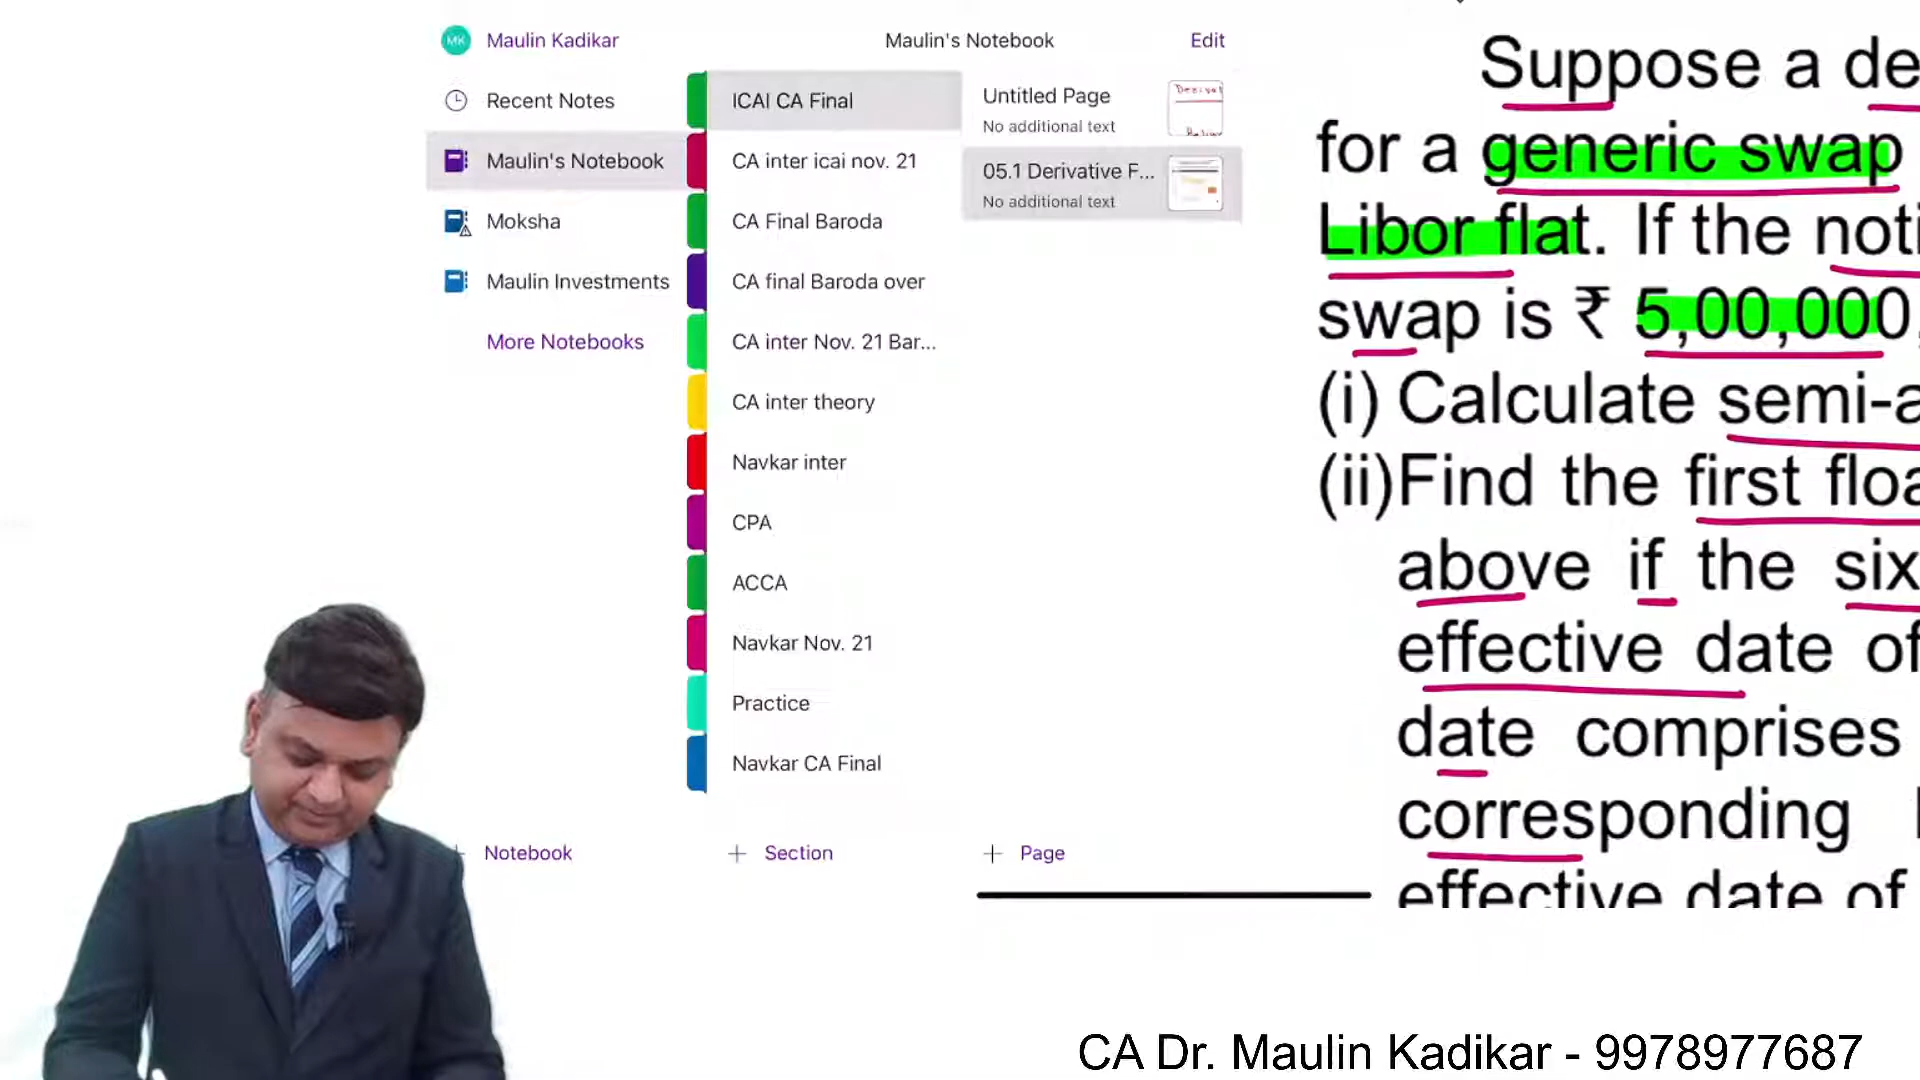 MK Maulin Kadikar
Maulin's Notebook
Edit
Recent Notes
Maulin's Notebook
Moksha
Maulin Investments
More Notebooks
ICAI CA Final
CA inter icai nov. 21
CA Final Baroda
CA final Baroda over
CA inter Nov. 21 Bar...
CA inter theory
Navkar inter
CPA
ACCA
Navkar Nov. 21
Practice
Navkar CA Final
Untitled Page
No additional text
05.1 Derivative F...
No additional text
Notebook
+ Section
+ Page
Suppose a
for a generic swap
Libor flat. If the
swap is ₹ 5,00,000,
(i) Calculate
(ii)Find the first
above if the six
effective date of
date comprises
corresponding
effective date of
CA Dr. Maulin Kadikar - 9978977687